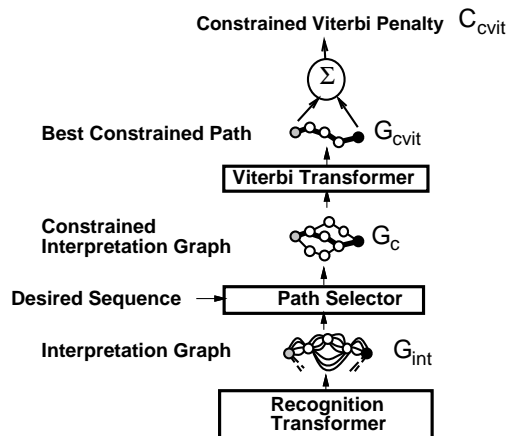 Constrained Viterbi Penalty C_cvit
Σ
Best Constrained Path G_cvit
Viterbi Transformer
Constrained
Interpretation Graph G_c
Desired Sequence Path Selector
Interpretation Graph G_int
Recognition
Transformer